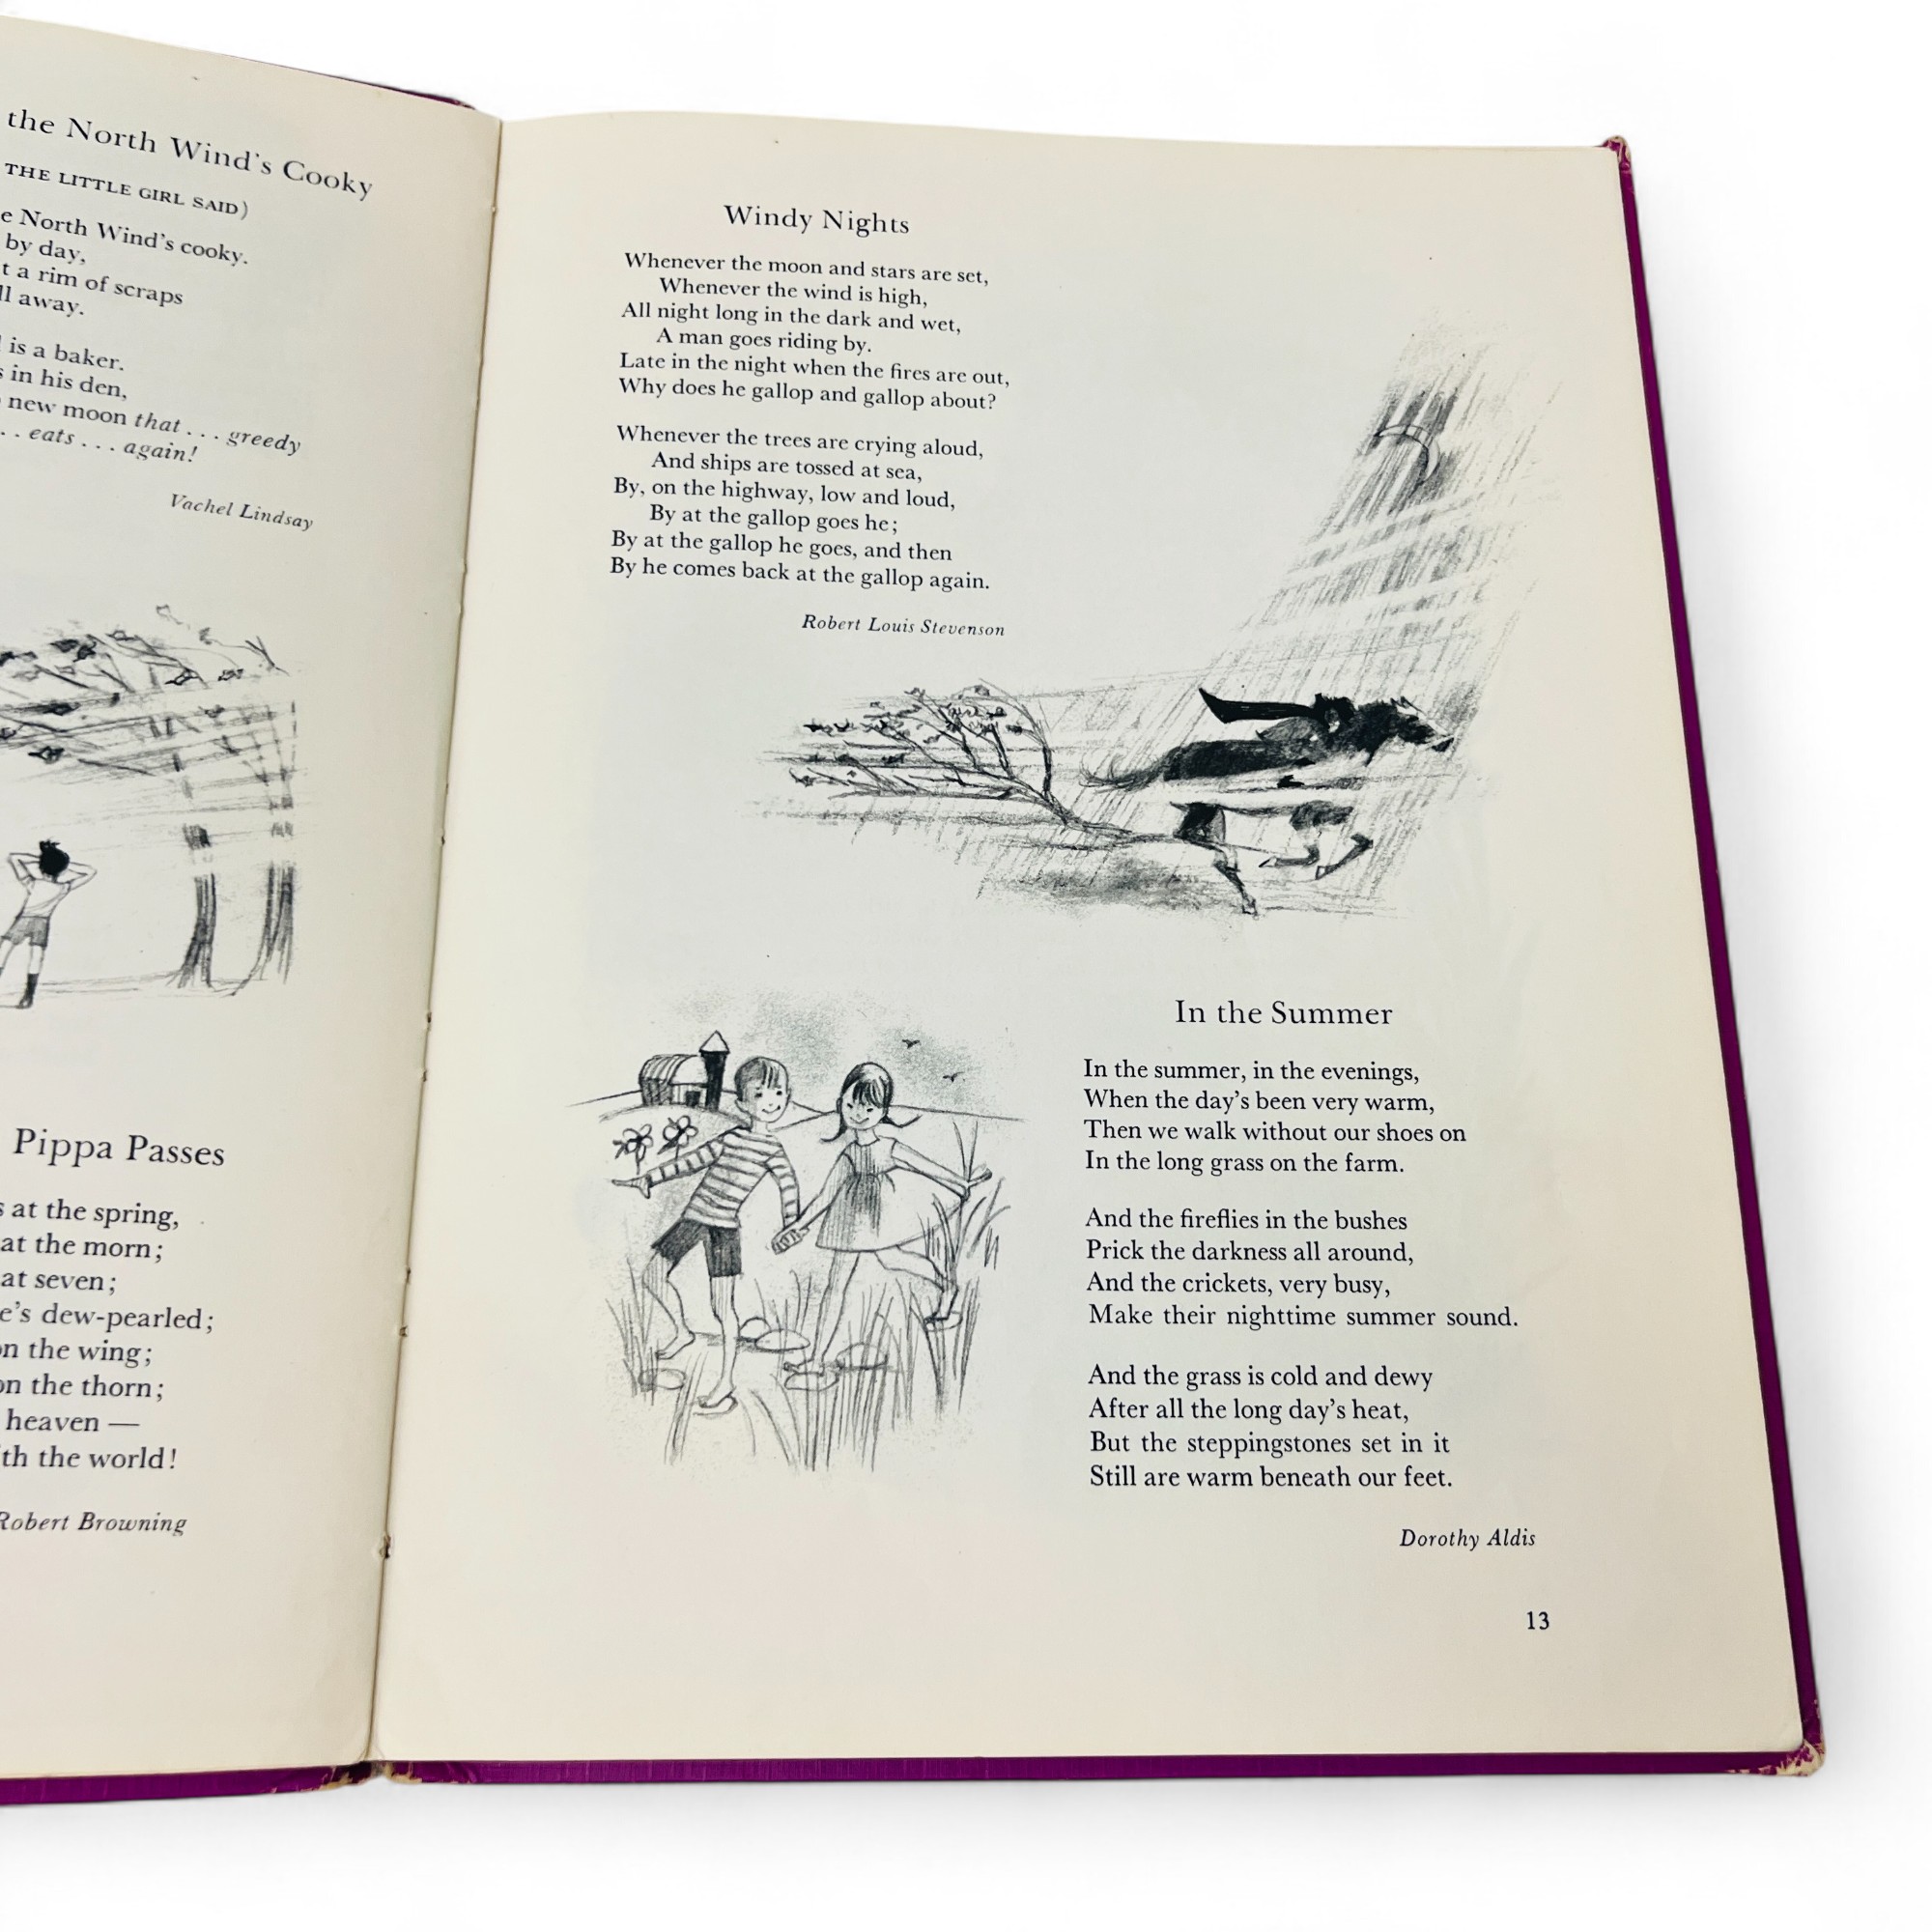 the North Wind's Cooky
THE LITTLE GIRL SAID)
e North Wind's cooky.
by day,
t a rim of scraps
ll away.
is a baker.
s in his den,
new moon that . . . greedy
. . eats . . . again!
Vachel Lindsay
Pippa Passes
s at the spring,
at the morn;
at seven;
e's dew-pearled;
on the wing;
on the thorn;
heaven —
ith the world!
Robert Browning
Windy Nights
Whenever the moon and stars are set,
Whenever the wind is high,
All night long in the dark and wet,
A man goes riding by.
Late in the night when the fires are out,
Why does he gallop and gallop about?
Whenever the trees are crying aloud,
And ships are tossed at sea,
By, on the highway, low and loud,
By at the gallop goes he;
By at the gallop he goes, and then
By he comes back at the gallop again.
Robert Louis Stevenson
In the Summer
In the summer, in the evenings,
When the day's been very warm,
Then we walk without our shoes on
In the long grass on the farm.
And the fireflies in the bushes
Prick the darkness all around,
And the crickets, very busy,
Make their nighttime summer sound.
And the grass is cold and dewy
After all the long day's heat,
But the steppingstones set in it
Still are warm beneath our feet.
Dorothy Aldis
13